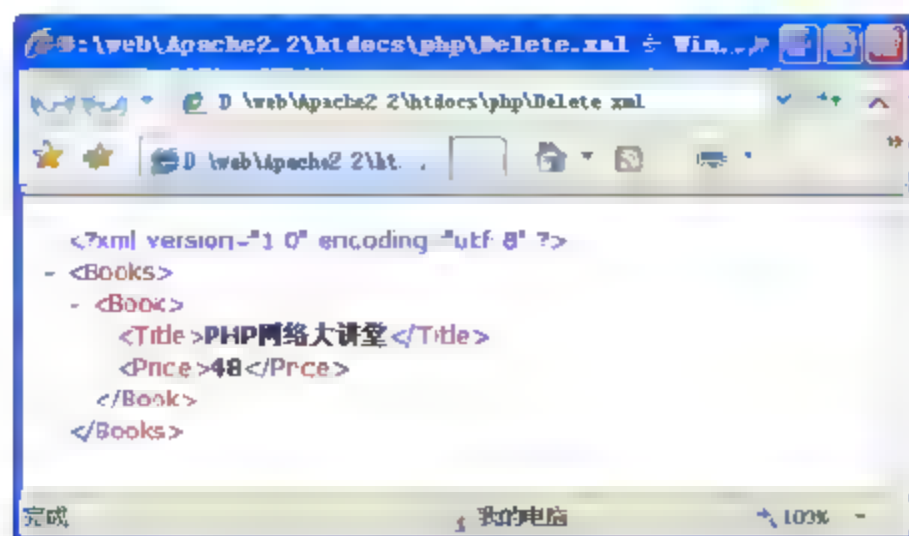 D:\web\Apache2.2\htdocs\php\Delete.xml - Win...
D \web\Apache2 2\htdocs\php\Delete xml
D \web\Apache2 2\ht. .
<?xml version="1 0" encoding="utf 8" ?>
- <Books>
- <Book>
<Title>PHP网络大讲堂</Title>
<Price>48</Price>
</Book>
</Books>
完成
我的电脑
100%